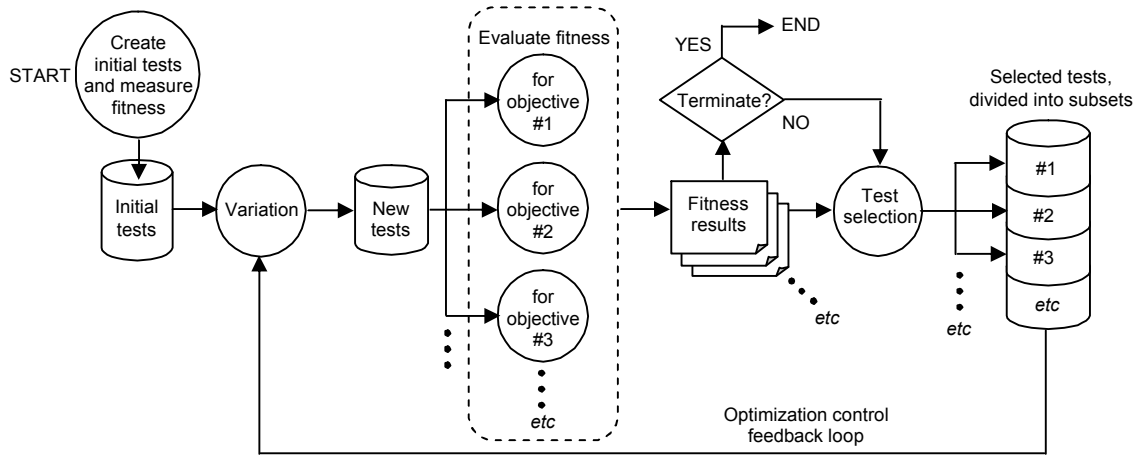 START
Create
initial tests
and measure
fitness
Initial
tests
Variation
New
tests
Evaluate fitness
for
objective
#1
for
objective
#2
for
objective
#3
etc
YES
END
Terminate?
NO
Fitness
results
etc
Test
selection
etc
Selected tests,
divided into subsets
#1
#2
#3
etc
Optimization control
feedback loop